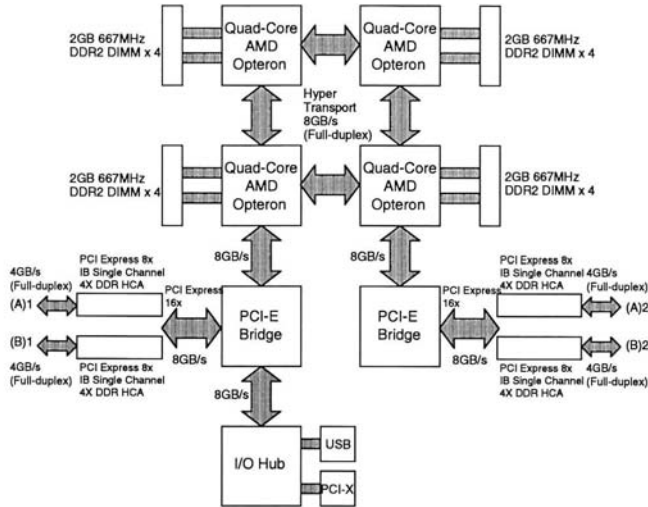 2GB 667MHz
DDR2 DIMM x 4
Quad-Core
AMD
Opteron
Quad-Core
AMD
Opteron
2GB 667MHz
DDR2 DIMM x 4
Hyper
Transport
8GB/s
(Full-duplex)
2GB 667MHz
DDR2 DIMM x 4
Quad-Core
AMD
Opteron
Quad-Core
AMD
Opteron
2GB 667MHz
DDR2 DIMM x 4
8GB/s
8GB/s
4GB/s
(Full-duplex)
PCI Express 8x
IB Single Channel
4X DDR HCA
PCI Express
16x
(A)1
(B)1
8GB/s
4GB/s
(Full-duplex)
PCI Express 8x
IB Single Channel
4X DDR HCA
PCI-E
Bridge
PCI-E
Bridge
PCI Express
16x
PCI Express 8x
IB Single Channel
4X DDR HCA
4GB/s
(Full-duplex)
(A)2
(B)2
8GB/s
PCI Express 8x
IB Single Channel
4X DDR HCA
4GB/s
(Full-duplex)
8GB/s
I/O Hub
USB
PCI-X